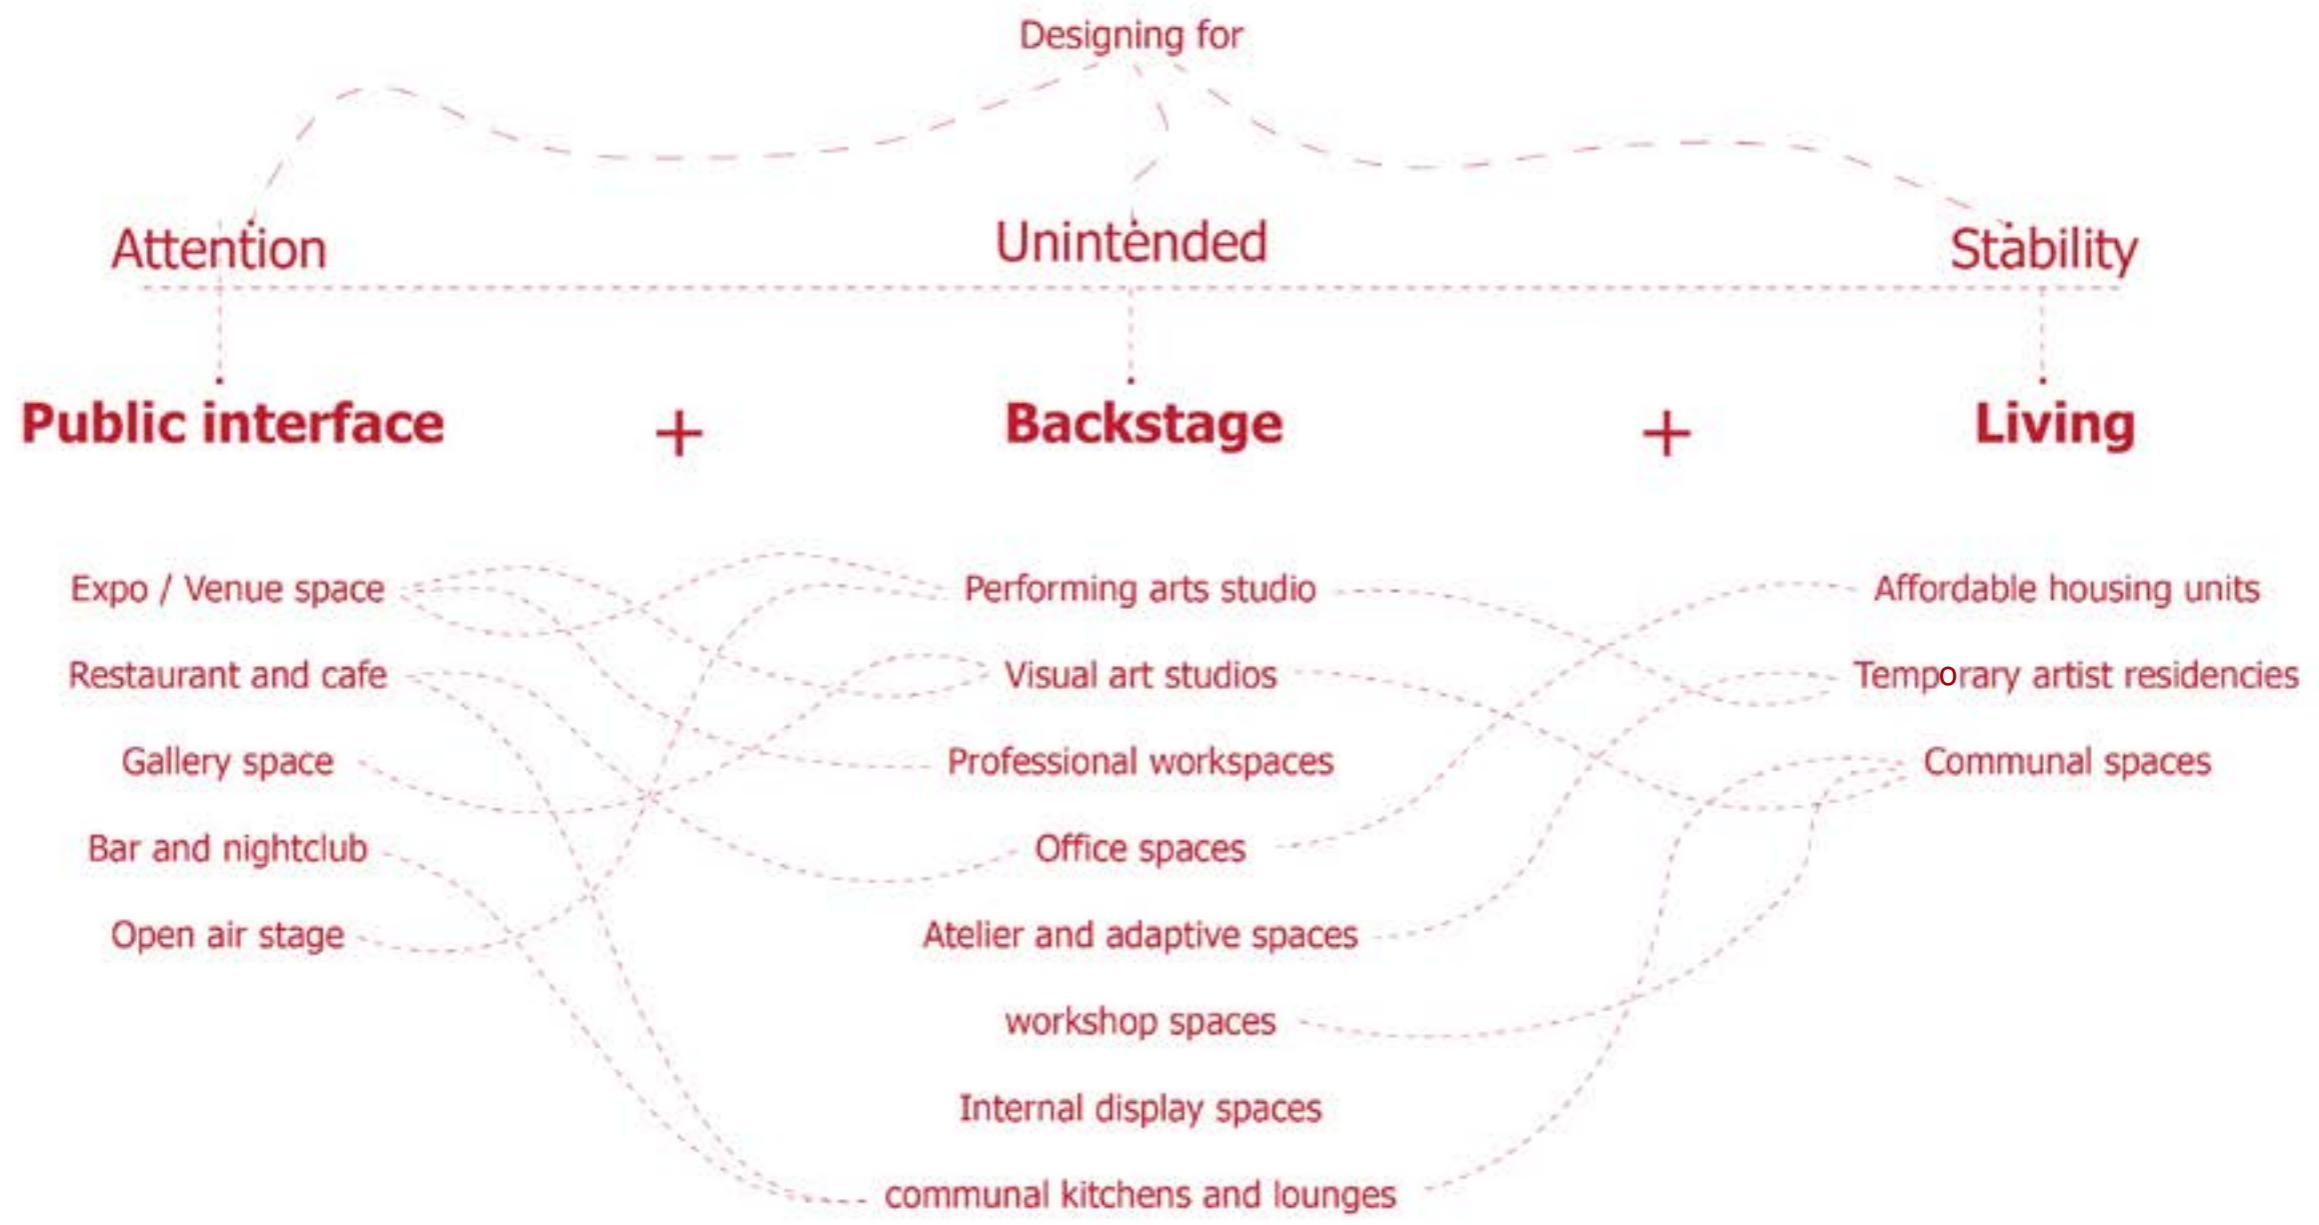 Designing for
Attention
Unintended
Stability
Public interface
+
Backstage
+
Living
Expo / Venue space
Restaurant and cafe
Gallery space
Bar and nightclub
Open air stage
Performing arts studio
Visual art studios
Professional workspaces
Office spaces
Atelier and adaptive spaces
workshop spaces
Internal display spaces
communal kitchens and lounges
Affordable housing units
Temporary artist residencies
Communal spaces